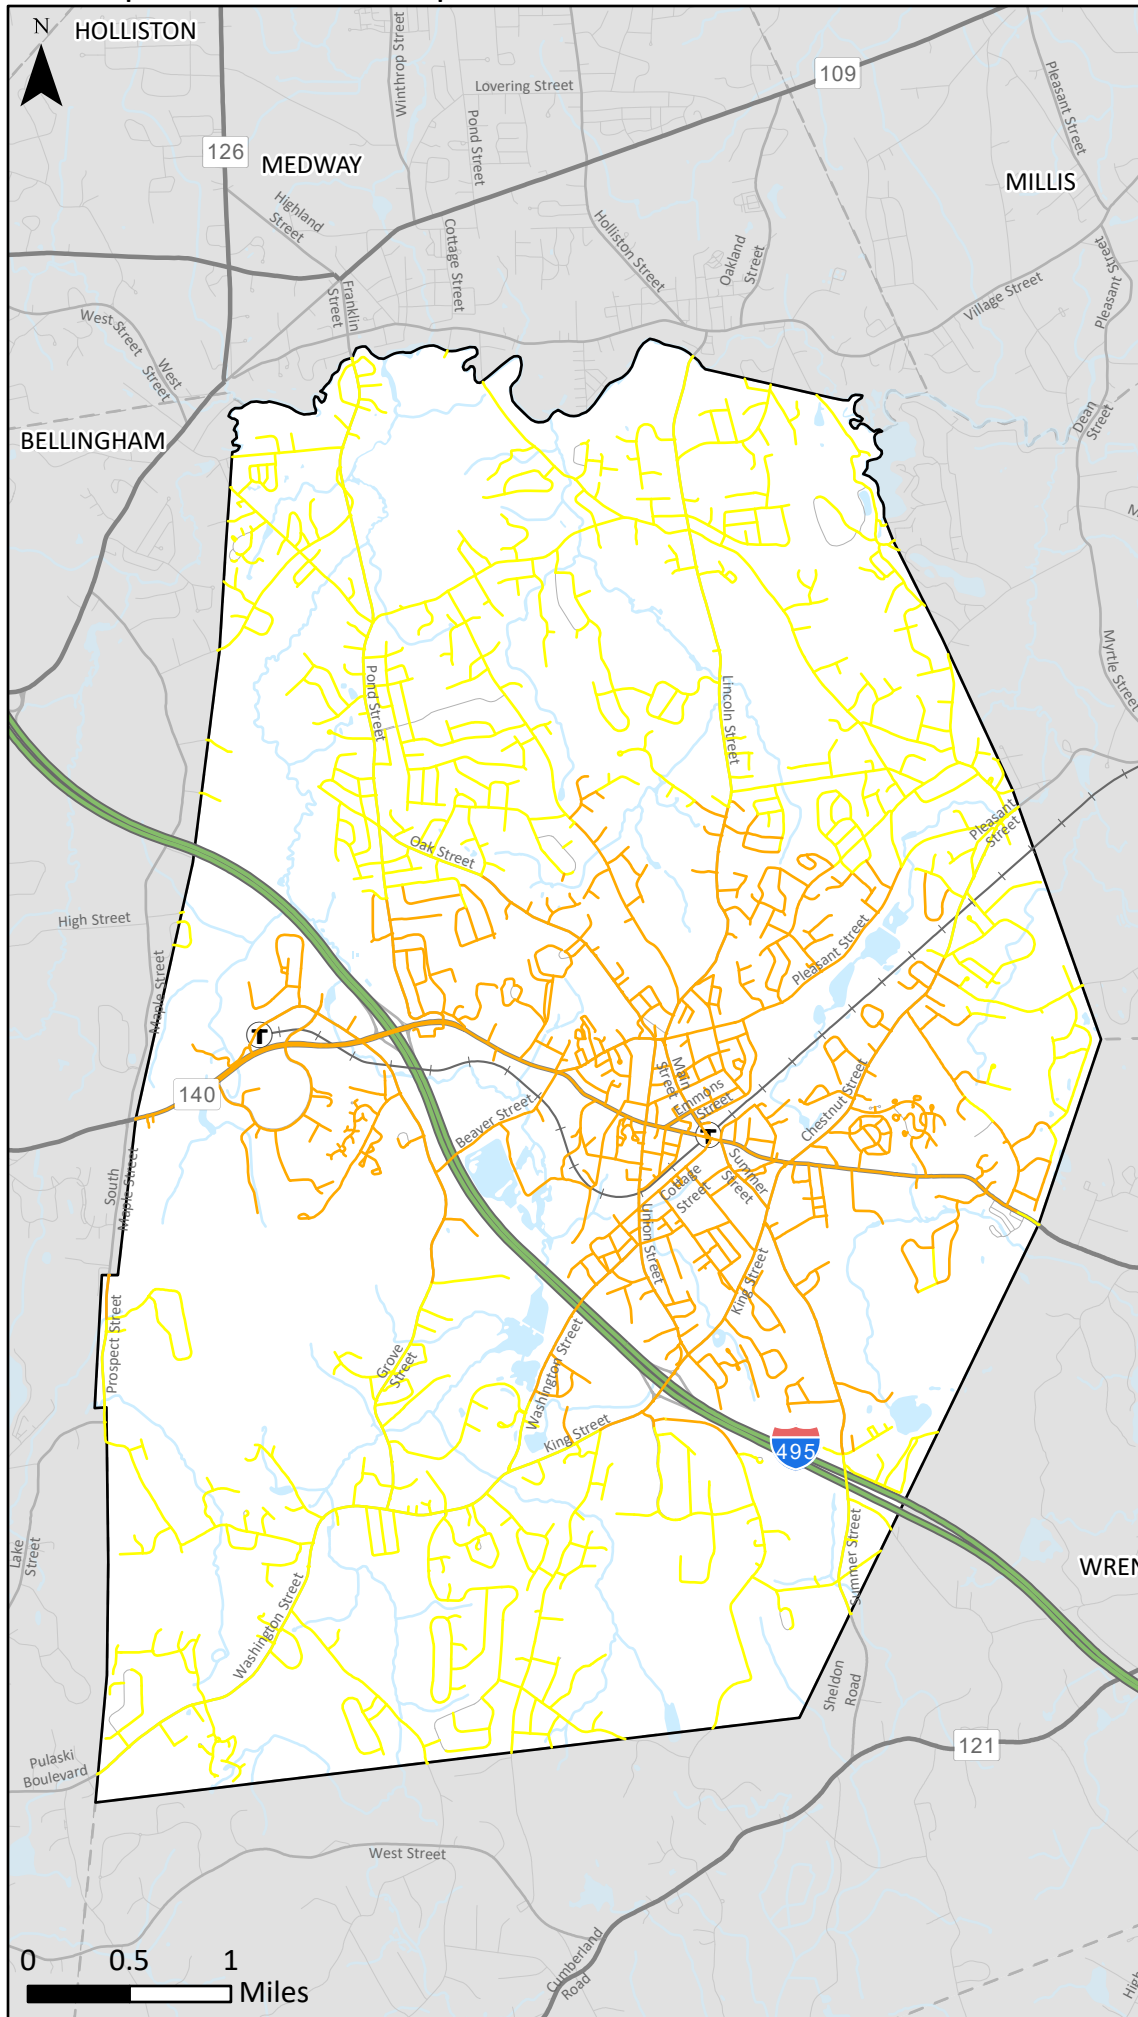 N
HOLLISTON
Winthrop Street
Lovering Street
109
Pleasant Street
Pond Street
126
MEDWAY
MILLIS
Highland
Street
Cottage Street
Holliston Street
Oakland
Street
Pleasant Street
Village Street
Franklin
Street
West Street
West
Street
BELLINGHAM
Dean
Street
Myrtle Street
Pond Street
Lincoln Street
Pleasant
Street
Oak Street
High Street
Pleasant Street
Maple Street
T
140
Main
Street
Emmons
Street
Beaver Street
Chestnut Street
T
Summer
Street
Cottage
Street
South
Maple Street
Union Street
King Street
Prospect Street
Grove
Street
Washington Street
King Street
495
Lake
Street
Summer Street
WREN
Washington Street
Sheldon
Road
121
Pulaski
Boulevard
West Street
Cumberland
Road
0 0.5 1
Miles